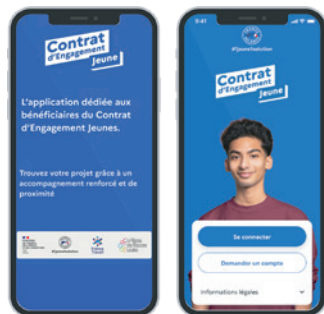 Contrat
d'Engagement
Jeune
L'application dédiée aux
bénéficiaires du Contrat
d'Engagement Jeunes.
Trouvez votre projet grâce à un
accompagnement renforcé et de
proximité
9:41
#1jeune1solution
Contrat
d'Engagement
Jeune
Se connecter
Demander un compte
Informations légales